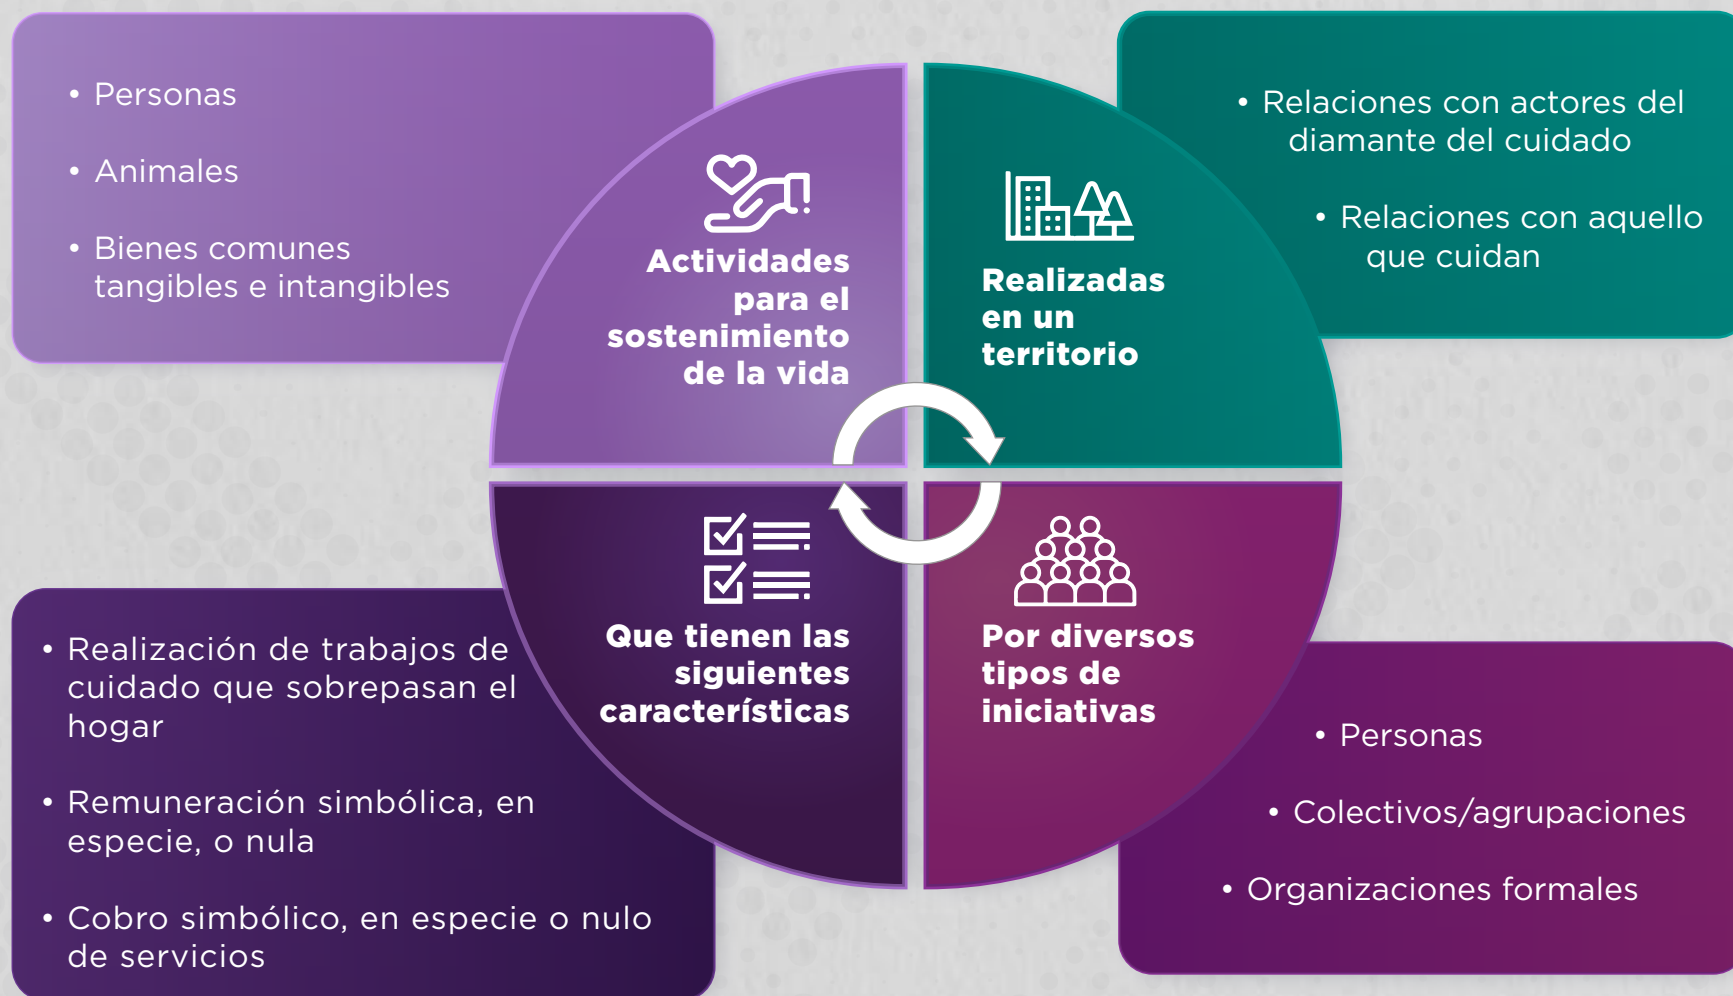 • Personas
• Animales
• Bienes comunes
tangibles e intangibles
Actividades
para el
sostenimiento
de la vida
Realizadas
en un
territorio
• Relaciones con actores del
diamante del cuidado
• Relaciones con aquello
que cuidan
• Realización de trabajos de
cuidado que sobrepasan el
hogar
• Remuneración simbólica, en
especie, o nula
• Cobro simbólico, en especie o nulo
de servicios
Que tienen las
siguientes
características
Por diversos
tipos de
iniciativas
• Personas
• Colectivos/agrupaciones
• Organizaciones formales